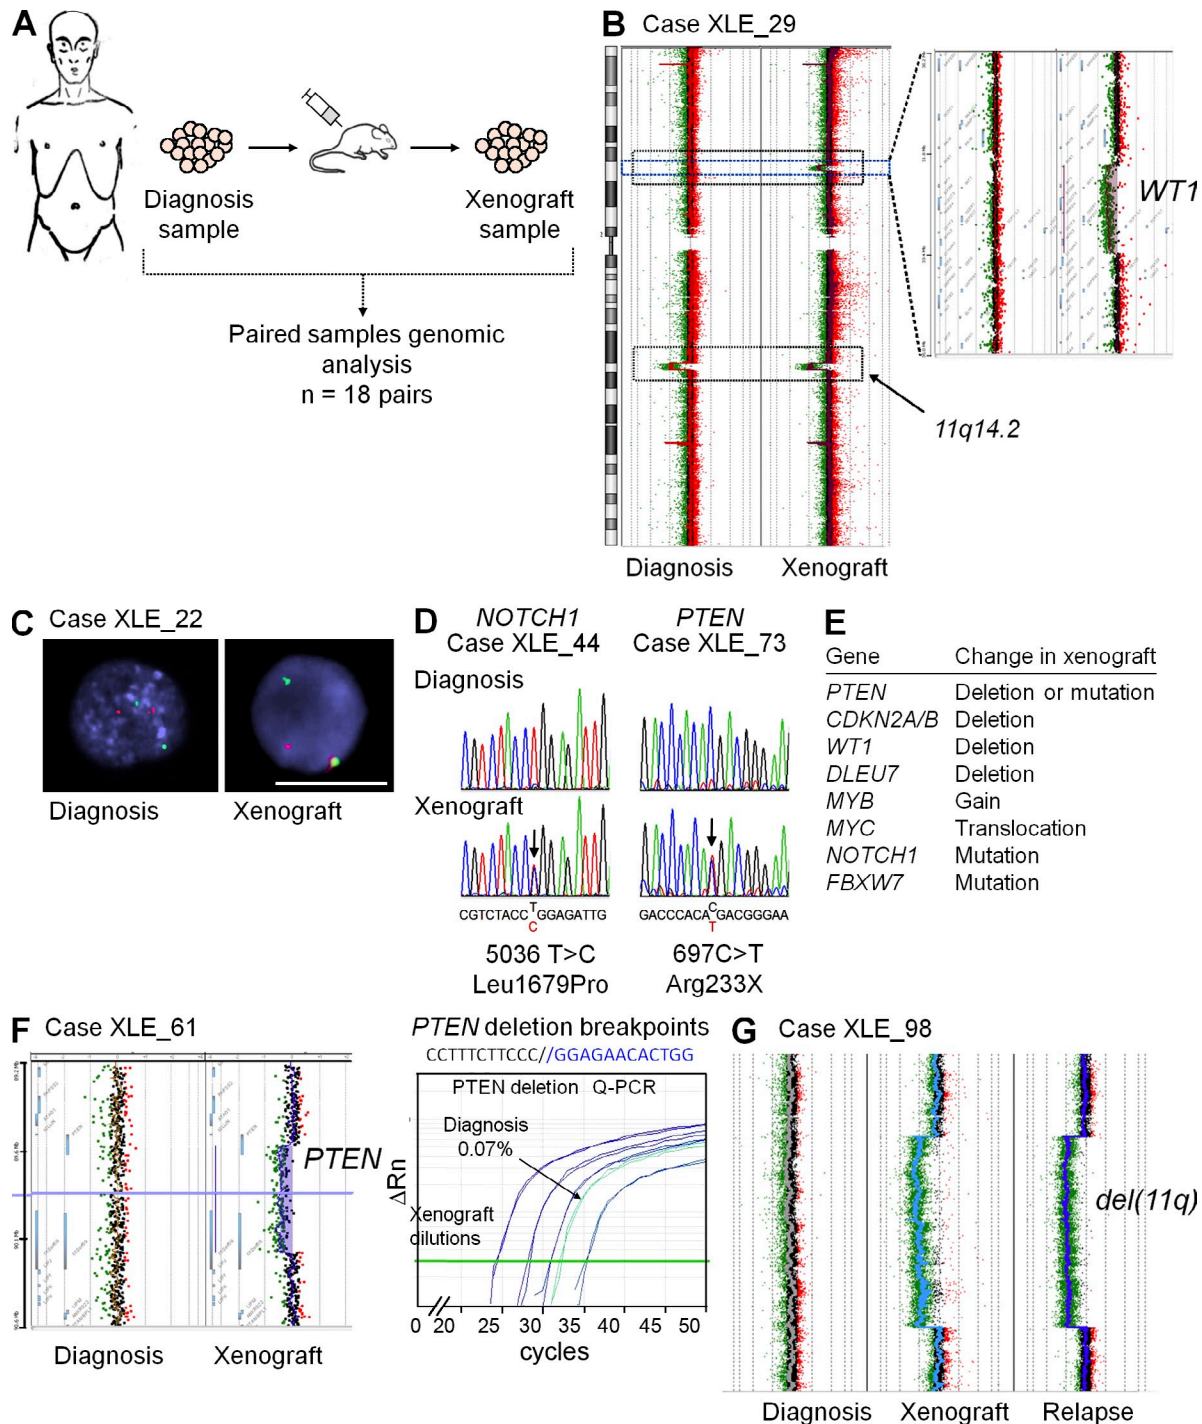 A
Diagnosis
sample
Xenograft
sample
Paired samples genomic
analysis
n = 18 pairs
B Case XLE_29
WT1
11q14.2
Diagnosis Xenograft
C Case XLE_22
Diagnosis Xenograft
D NOTCH1 PTEN
Case XLE_44 Case XLE_73
Diagnosis
Xenograft
T C
CGTCTACC GGAGATTG GACCCACA GACGGGAA
C T
5036 T>C 697C>T
Leu1679Pro Arg233X
E
Gene Change in xenograft
PTEN Deletion or mutation
CDKN2A/B Deletion
WT1 Deletion
DLEU7 Deletion
MYB Gain
MYC Translocation
NOTCH1 Mutation
FBXW7 Mutation
F Case XLE_61
PTEN
PTEN
PTEN
Diagnosis Xenograft
PTEN deletion breakpoints
CCTTTCTTCCC//GGAGAACACTGG
PTEN deletion Q-PCR
Diagnosis
0.07%
ΔRn
Xenograft
dilutions
0 20 25 30 35 40 45 50
cycles
G Case XLE_98
del(11q)
Diagnosis Xenograft Relapse